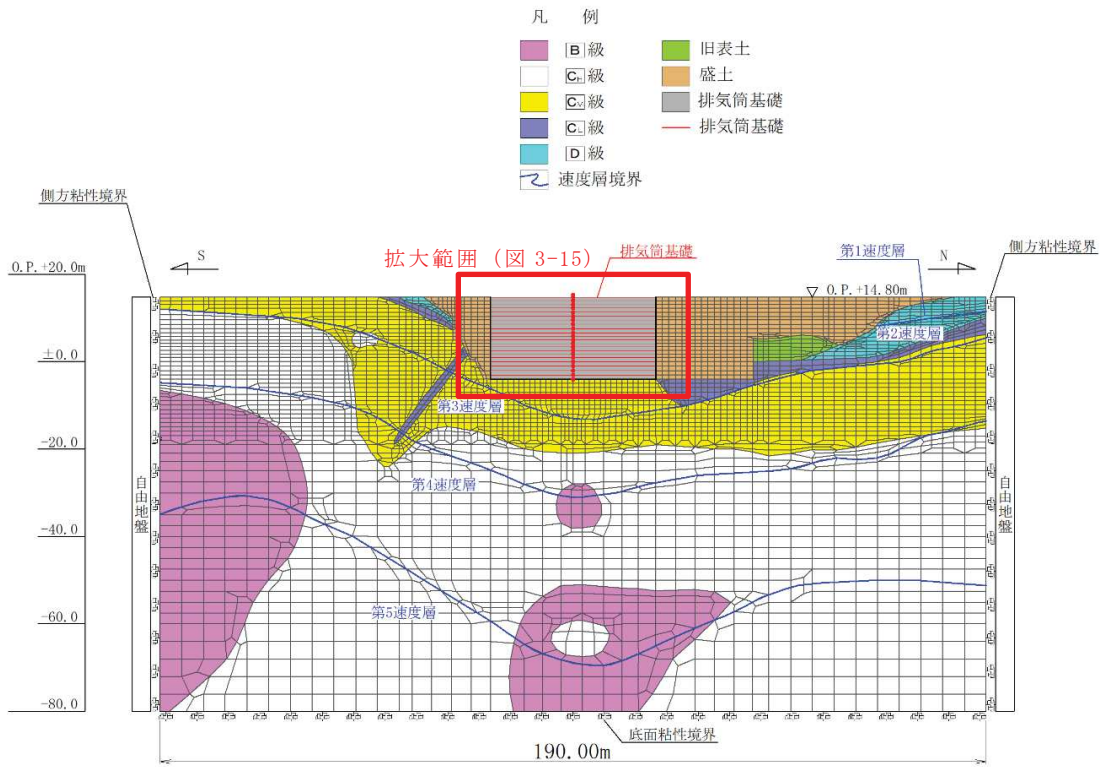 凡 例
B級
CH級
CM級
CL級
D級
速度層境界
旧表土
盛土
排気筒基礎
排気筒基礎
側方粘性境界
O.P.+20.0m
S
拡大範囲 (図 3-15)
排気筒基礎
第1速度層
N
側方粘性境界
O.P.+14.80m
第2速度層
±0.0
第3速度層
-20.0
第4速度層
自由地盤
自由地盤
-40.0
第5速度層
-60.0
-80.0
底面粘性境界
190.00m